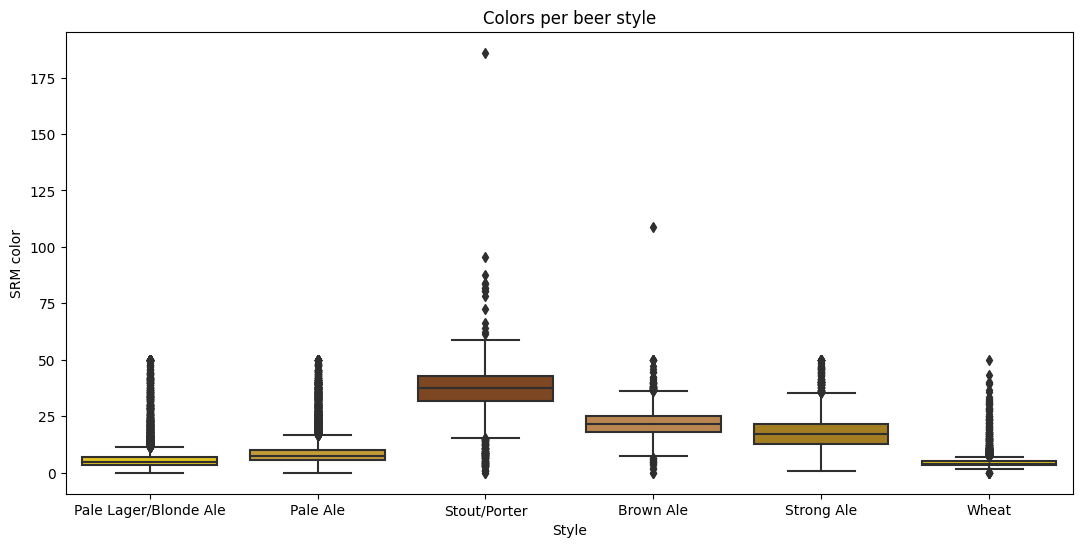 Colors per beer style
SRM color
175
150
125
100
75
50
25
0
Pale Lager/Blonde Ale Pale Ale Stout/Porter Brown Ale Strong Ale Wheat
Style